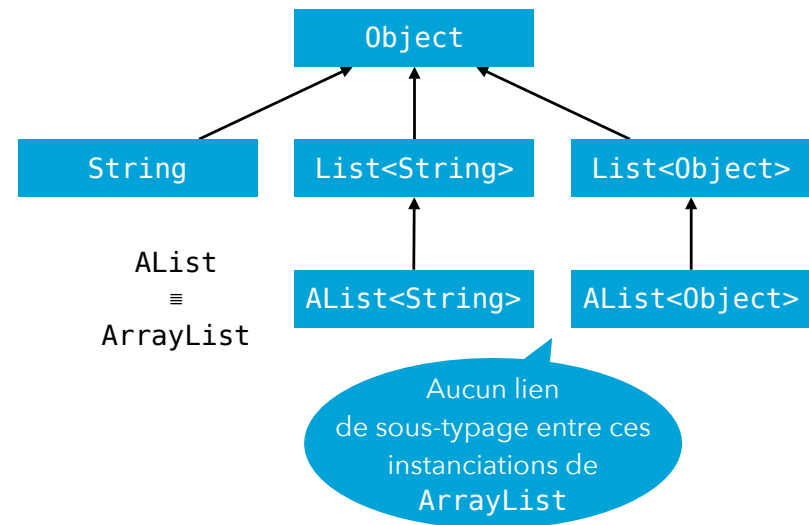 Object
String
List<String>
List<Object>
AList
≡
ArrayList
AList<String>
AList<Object>
Aucun lien
de sous-typage entre ces
instanciations de
ArrayList